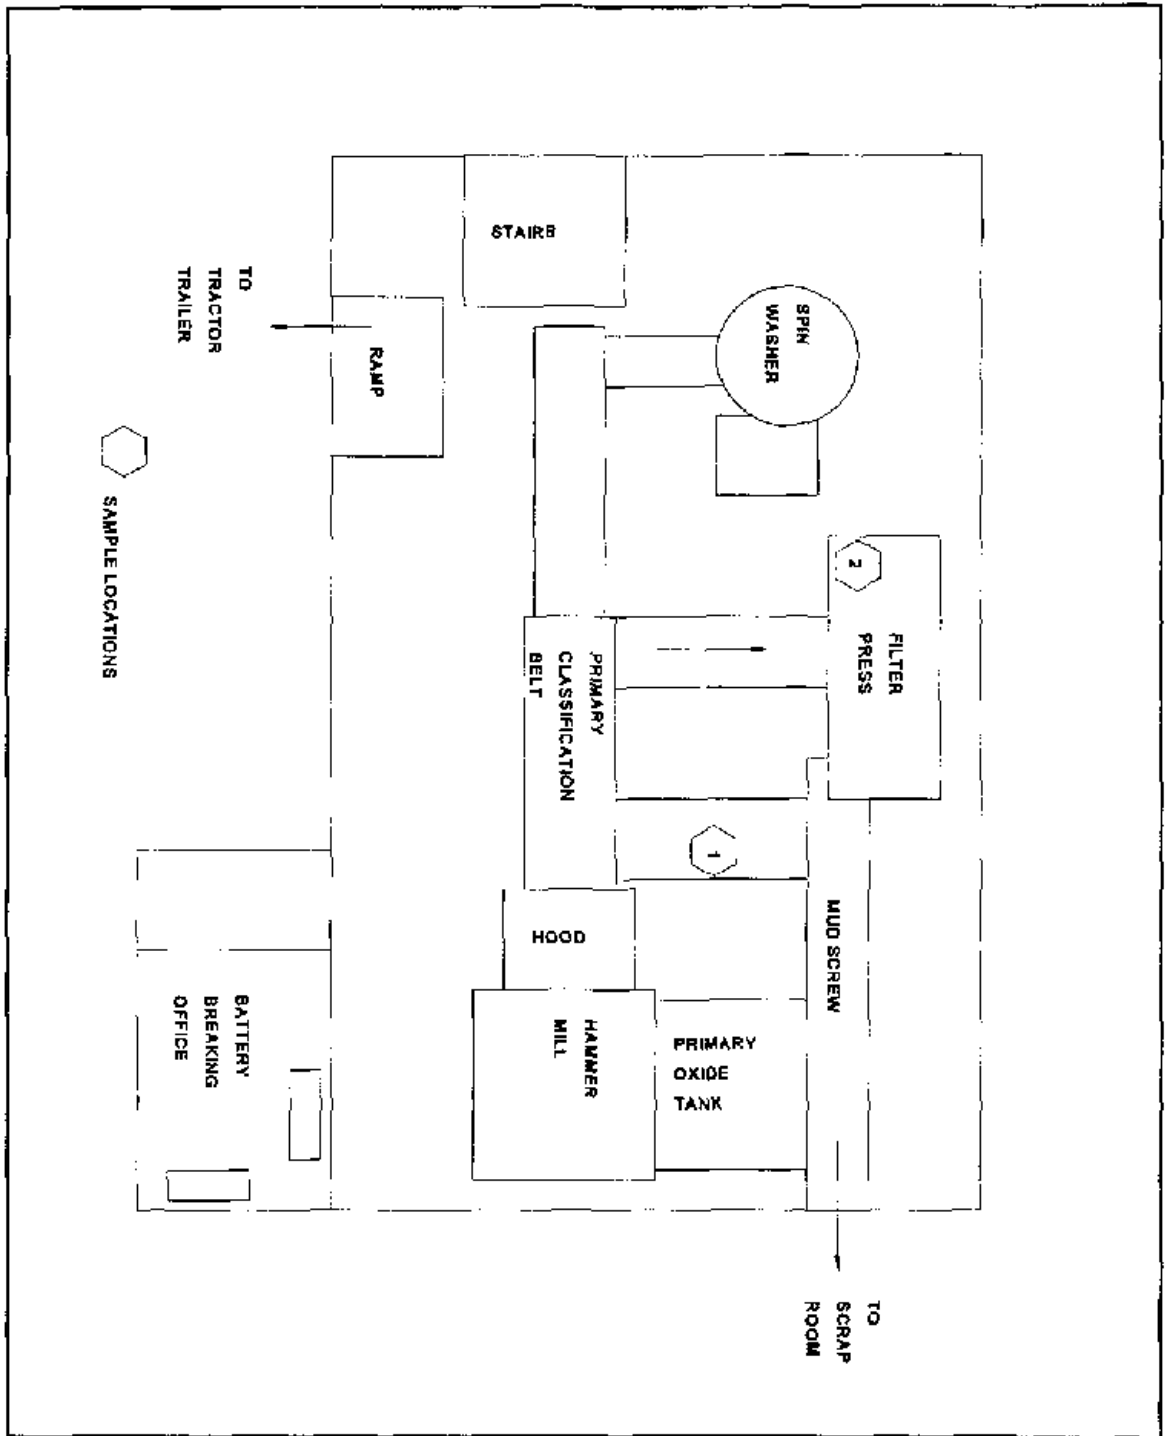 STAIRS
TO
TRACTOR
TRAILER
RAMP
SPIN
WASHER
SAMPLE LOCATIONS
2
FILTER
PRESS
PRIMARY
CLASSIFICATION
BELT
1
MUD SCREW
HOOD
HAMMER
MILL
PRIMARY
OXIDE
TANK
BATTERY
BREAKING
OFFICE
TO
SCRAP
ROOM